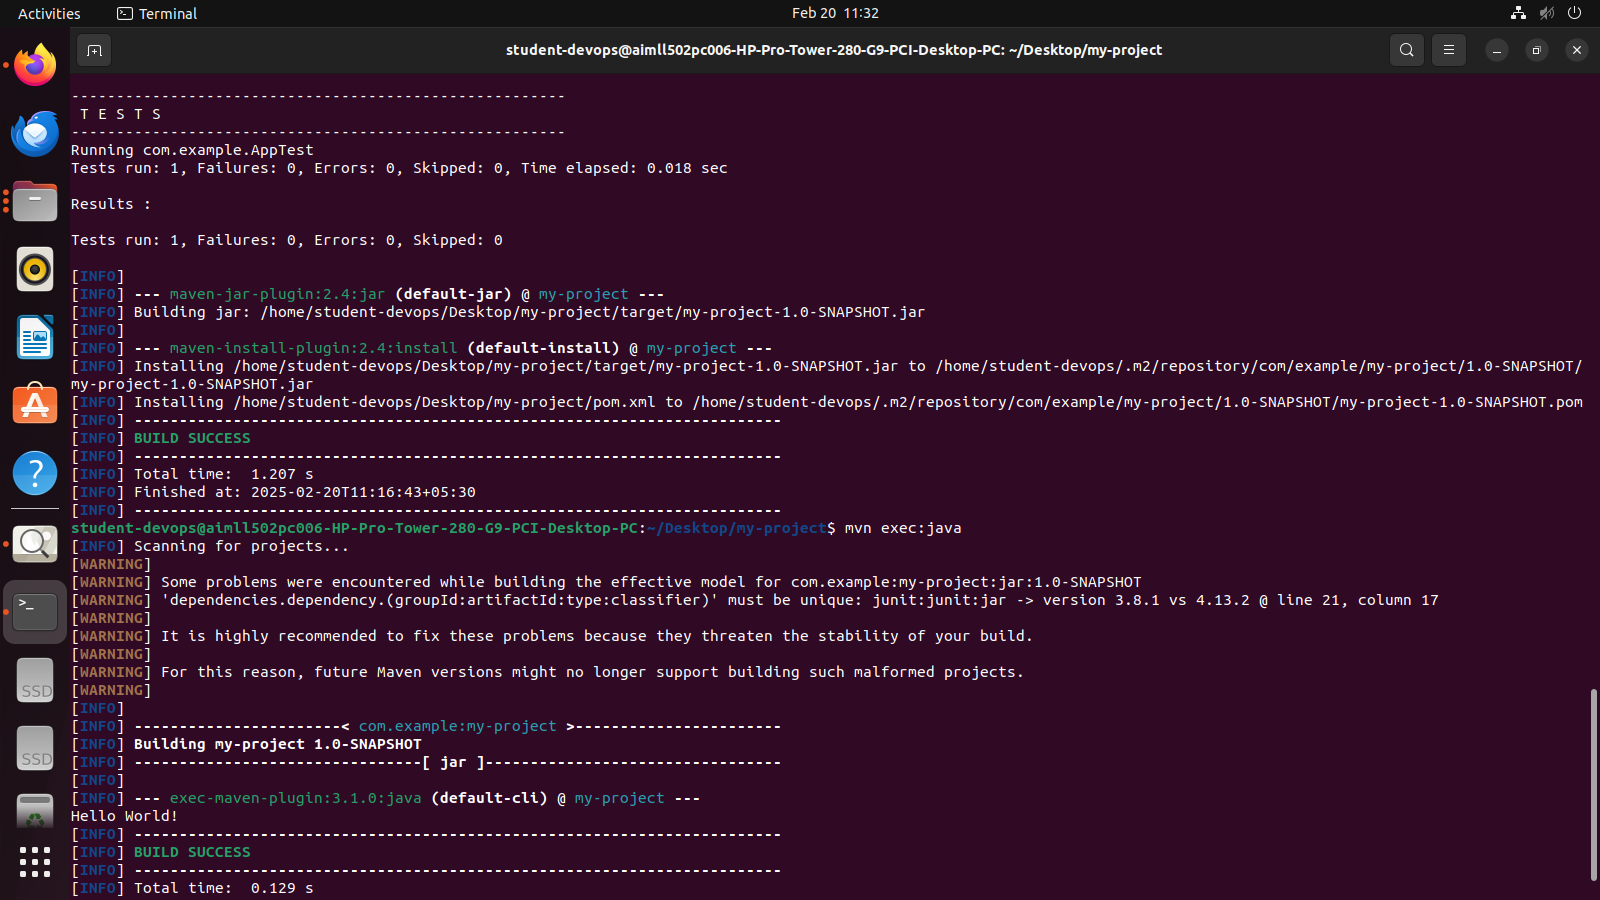 Activities
Terminal
Feb 20 11:32
student-devops@aimll502pc006-HP-Pro-Tower-280-G9-PCI-Desktop-PC: ~/Desktop/my-project
-------------------------------------------------------
 T E S T S
-------------------------------------------------------
Running com.example.AppTest
Tests run: 1, Failures: 0, Errors: 0, Skipped: 0, Time elapsed: 0.018 sec
Results :
Tests run: 1, Failures: 0, Errors: 0, Skipped: 0
[INFO]
[INFO] --- maven-jar-plugin:2.4:jar (default-jar) @ my-project ---
[INFO] Building jar: /home/student-devops/Desktop/my-project/target/my-project-1.0-SNAPSHOT.jar
[INFO]
[INFO] --- maven-install-plugin:2.4:install (default-install) @ my-project ---
[INFO] Installing /home/student-devops/Desktop/my-project/target/my-project-1.0-SNAPSHOT.jar to /home/student-devops/.m2/repository/com/example/my-project/1.0-SNAPSHOT/
my-project-1.0-SNAPSHOT.jar
[INFO] Installing /home/student-devops/Desktop/my-project/pom.xml to /home/student-devops/.m2/repository/com/example/my-project/1.0-SNAPSHOT/my-project-1.0-SNAPSHOT.pom
[INFO] ------------------------------------------------------------------------
[INFO] BUILD SUCCESS
[INFO] ------------------------------------------------------------------------
[INFO] Total time:  1.207 s
[INFO] Finished at: 2025-02-20T11:16:43+05:30
[INFO] ------------------------------------------------------------------------
student-devops@aimll502pc006-HP-Pro-Tower-280-G9-PCI-Desktop-PC:~/Desktop/my-project$ mvn exec:java
[INFO] Scanning for projects...
[WARNING]
[WARNING] Some problems were encountered while building the effective model for com.example:my-project:jar:1.0-SNAPSHOT
[WARNING] 'dependencies.dependency.(groupId:artifactId:type:classifier)' must be unique: junit:junit:jar -> version 3.8.1 vs 4.13.2 @ line 21, column 17
[WARNING]
[WARNING] It is highly recommended to fix these problems because they threaten the stability of your build.
[WARNING]
[WARNING] For this reason, future Maven versions might no longer support building such malformed projects.
[WARNING]
[INFO]
[INFO] -----------------------< com.example:my-project >-----------------------
[INFO] Building my-project 1.0-SNAPSHOT
[INFO] --------------------------------[ jar ]---------------------------------
[INFO]
[INFO] --- exec-maven-plugin:3.1.0:java (default-cli) @ my-project ---
Hello World!
[INFO] ------------------------------------------------------------------------
[INFO] BUILD SUCCESS
[INFO] ------------------------------------------------------------------------
[INFO] Total time:  0.129 s
SSD
SSD